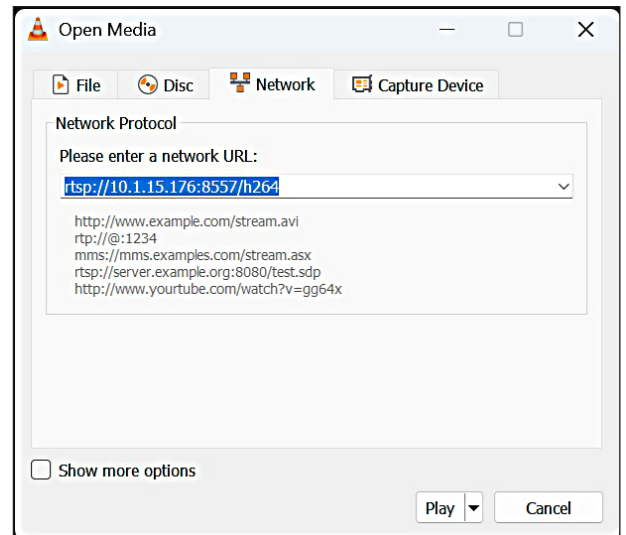 Open Media
File Disc Network Capture Device
Network Protocol
Please enter a network URL:
rtsp://10.1.15.176:8557/h264
http://www.example.com/stream.avi
rtp://@:1234
mms://mms.examples.com/stream.asx
rtsp://server.example.org:8080/test.sdp
http://www.yourtube.com/watch?v=gg64x
Show more options
Play Cancel